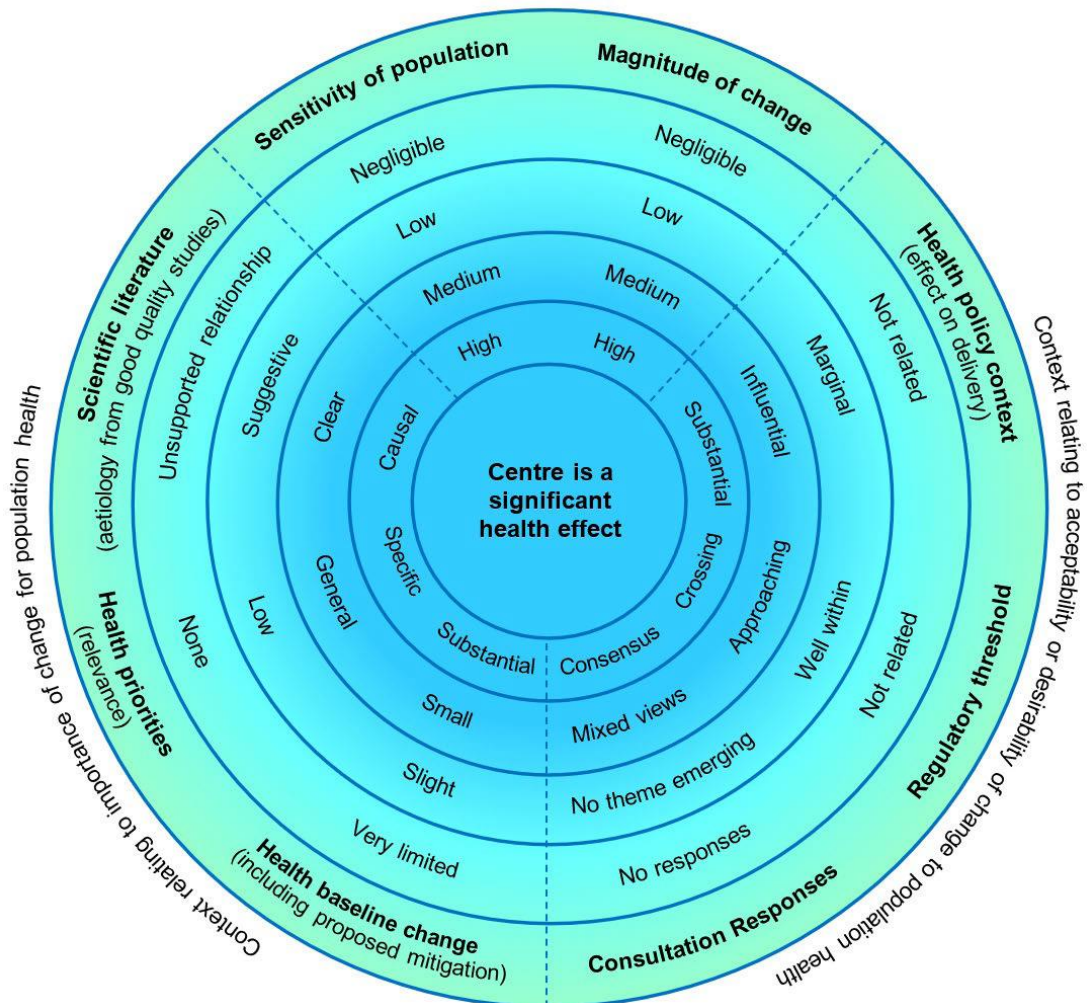 Sensitivity of population
Magnitude of change
Negligible
Negligible
Low
Low
Medium
Medium
High
High
Scientific literature
(aetiology from good quality studies)
Unsupported relationship
Suggestive
Clear
Causal
Health policy context
(effect on delivery)
Not related
Marginal
Influential
Substantial
Centre is a
significant
health effect
Health priorities
(relevance)
None
Low
General
Specific
Regulatory threshold
Not related
Well within
Approaching
Crossing
Health baseline change
(including proposed mitigation)
Very limited
Slight
Small
Substantial
Consultation Responses
No responses
No theme emerging
Mixed views
Consensus
Context relating to importance of change for population health
Context relating to acceptability or desirability of change to population health